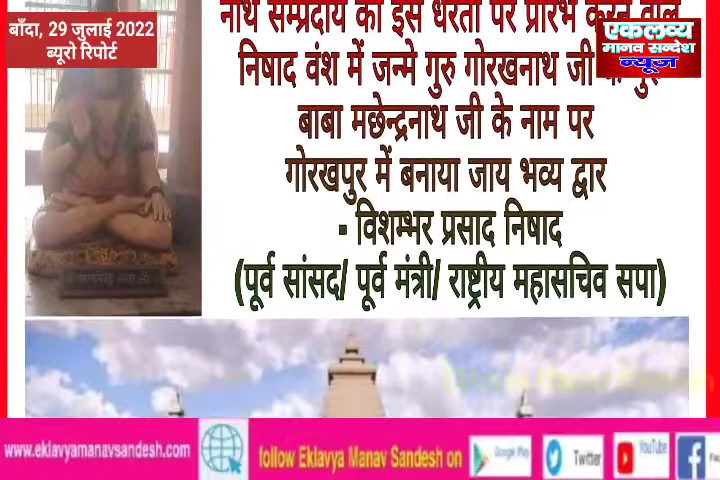 बाँदा, 29 जुलाई 2022
ब्यूरो रिपोर्ट
नाथ सम्प्रदाय का इस धरती पर प्रारंभ करने वाले
एकलव्य
मानव सन्देश
न्यूज
निषाद वंश में जन्मे गुरु गोरखनाथ जी के गुरु
बाबा मछेन्द्रनाथ जी के नाम पर
गोरखपुर में बनाया जाय भव्य द्वार
- विशम्भर प्रसाद निषाद
(पूर्व सांसद/ पूर्व मंत्री/ राष्ट्रीय महासचिव सपा)
www.eklavyamanavsandesh.com
follow Eklavya Manav Sandesh on
Google Play
Twitter
YouTube